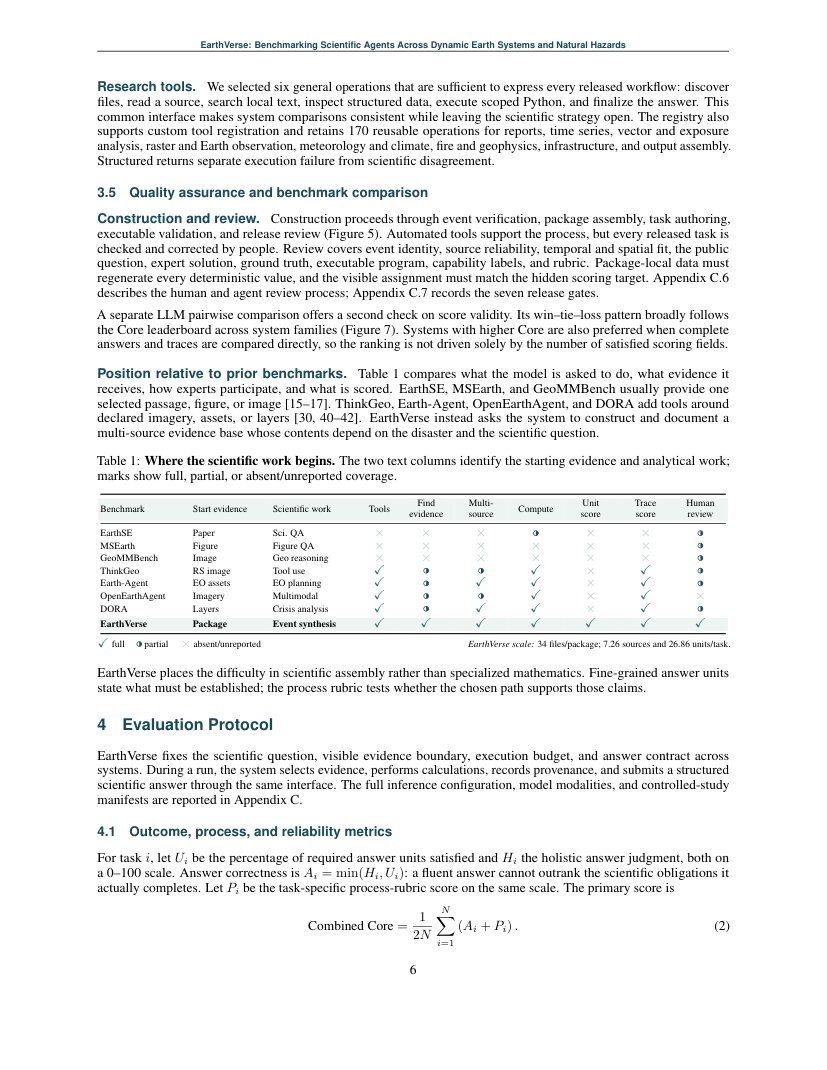 EarthVerse: Benchmarking Scientific Agents Across Dynamic Earth Systems and Natural Hazards
Research tools. We selected six general operations that are sufficient to express every released workflow: discover
files, read a source, search local text, inspect structured data, execute scoped Python, and finalize the answer. This
common interface makes system comparisons consistent while leaving the scientific strategy open. The registry also
supports custom tool registration and retains 170 reusable operations for reports, time series, vector and exposure
analysis, raster and Earth observation, meteorology and climate, fire and geophysics, infrastructure, and output assembly.
Structured returns separate execution failure from scientific disagreement.
3.5 Quality assurance and benchmark comparison
Construction and review. Construction proceeds through event verification, package assembly, task authoring,
executable validation, and release review (Figure 5). Automated tools support the process, but every released task is
checked and corrected by people. Review covers event identity, source reliability, temporal and spatial fit, the public
question, expert solution, ground truth, executable program, capability labels, and rubric. Package-local data must
regenerate every deterministic value, and the visible assignment must match the hidden scoring target. Appendix C.6
describes the human and agent review process; Appendix C.7 records the seven release gates.
A separate LLM pairwise comparison offers a second check on score validity. Its win–tie–loss pattern broadly follows
the Core leaderboard across system families (Figure 7). Systems with higher Core are also preferred when complete
answers and traces are compared directly, so the ranking is not driven solely by the number of satisfied scoring fields.
Position relative to prior benchmarks. Table 1 compares what the model is asked to do, what evidence it
receives, how experts participate, and what is scored. EarthSE, MSEarth, and GeoMMBench usually provide one
selected passage, figure, or image [15–17]. ThinkGeo, Earth-Agent, OpenEarthAgent, and DORA add tools around
declared imagery, assets, or layers [30, 40–42]. EarthVerse instead asks the system to construct and document a
multi-source evidence base whose contents depend on the disaster and the scientific question.
Table 1: Where the scientific work begins. The two text columns identify the starting evidence and analytical work;
marks show full, partial, or absent/unreported coverage.
Benchmark Start evidence Scientific work Tools Find evidence Multi-source Compute Unit score Trace score Human review
EarthSE Paper Sci. QA × × × ◑ × × ◑
MSEarth Figure Figure QA × × × × × × ◑
GeoMMBench Image Geo reasoning × × × × × × ◑
ThinkGeo RS image Tool use ✓ ◑ ◑ ✓ × ✓ ◑
Earth-Agent EO assets EO planning ✓ ◑ ✓ ✓ × ✓ ◑
OpenEarthAgent Imagery Multimodal ✓ ◑ ◑ ✓ × ✓ ×
DORA Layers Crisis analysis ✓ ◑ ✓ ✓ × ✓ ◑
EarthVerse Package Event synthesis ✓ ✓ ✓ ✓ ✓ ✓ ✓
✓ full ◑ partial × absent/unreported EarthVerse scale: 34 files/package; 7.26 sources and 26.86 units/task.
EarthVerse places the difficulty in scientific assembly rather than specialized mathematics. Fine-grained answer units
state what must be established; the process rubric tests whether the chosen path supports those claims.
4 Evaluation Protocol
EarthVerse fixes the scientific question, visible evidence boundary, execution budget, and answer contract across
systems. During a run, the system selects evidence, performs calculations, records provenance, and submits a structured
scientific answer through the same interface. The full inference configuration, model modalities, and controlled-study
manifests are reported in Appendix C.
4.1 Outcome, process, and reliability metrics
For task i, let Uᵢ be the percentage of required answer units satisfied and Hᵢ the holistic answer judgment, both on
a 0–100 scale. Answer correctness is Aᵢ = min(Hᵢ, Uᵢ): a fluent answer cannot outrank the scientific obligations it
actually completes. Let Pᵢ be the task-specific process-rubric score on the same scale. The primary score is
Combined Core = 1/2N ∑ᵢ₌₁ᴺ (Aᵢ + Pᵢ). (2)
6